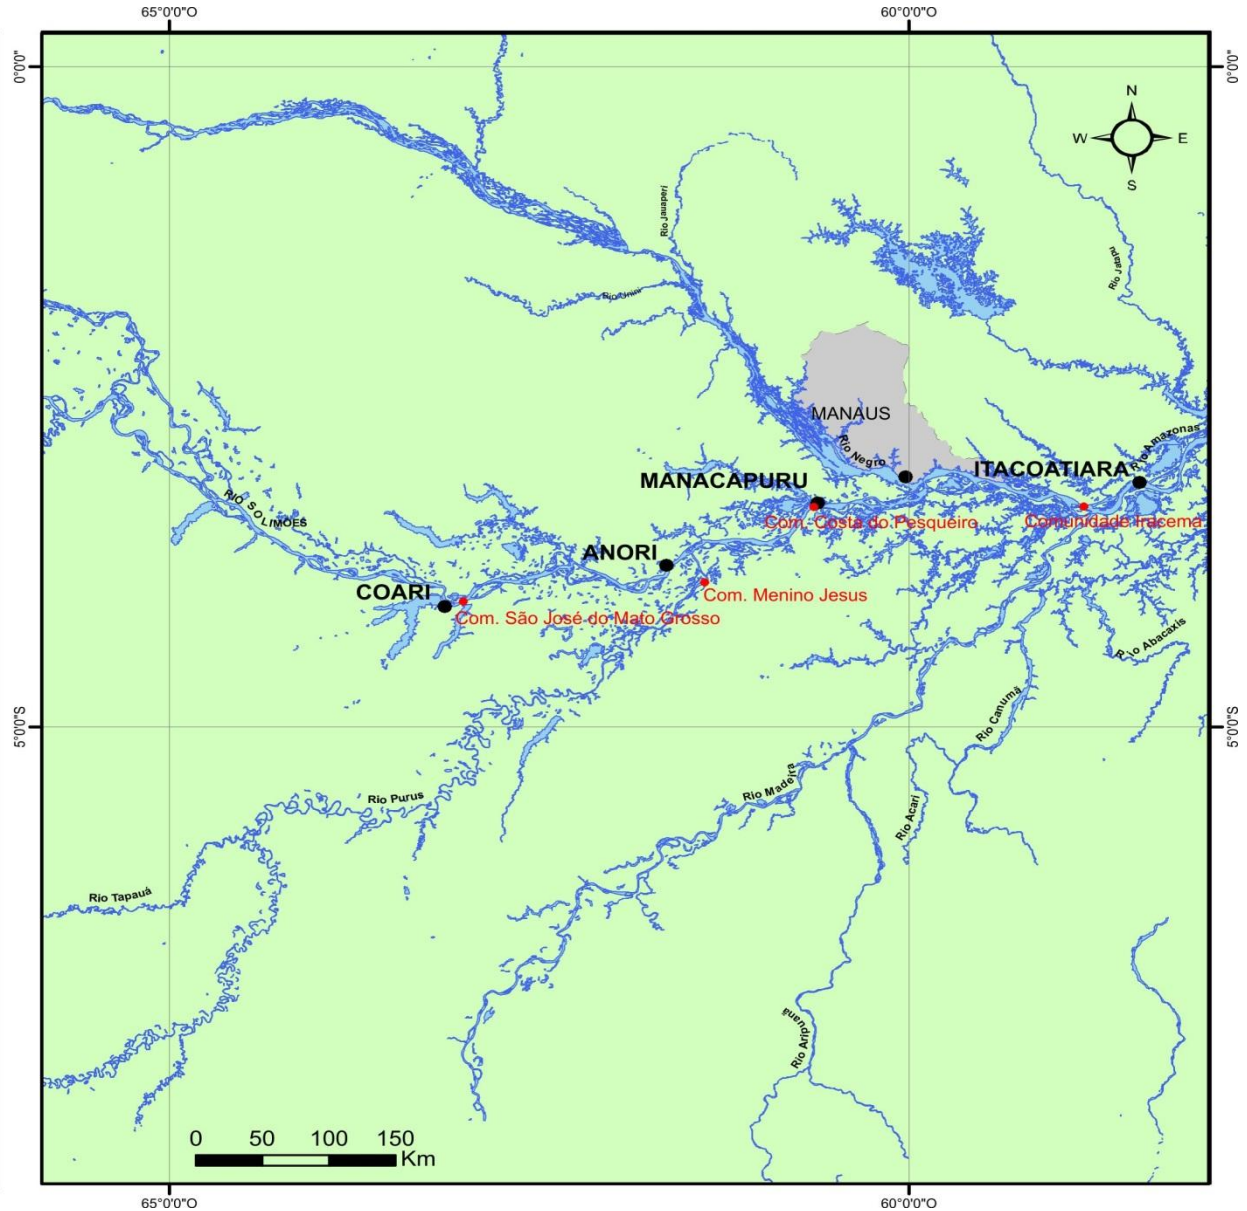 65°0'0"O
60°0'0"O
0°0'0"
0°0'0"
N
W
E
S
Rio Jauaperi
Rio Jatapu
Rio Unini
MANAUS
Rio Negro
Rio Amazonas
ITACOATIARA
MANACAPURU
RIO SOLIMÕES
Com. Costa do Pesqueiro
Comunidade Iracema
ANORI
COARI
Com. Menino Jesus
Com. São José do Mato Grosso
Rio Abacaxis
Rio Canumã
5°0'0"S
5°0'0"S
Rio Madeira
Rio Purus
Rio Acari
Rio Tapauá
Rio Aripuanã
0 50 100 150
Km
65°0'0"O
60°0'0"O